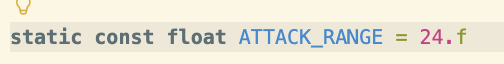 static const float ATTACK_RANGE = 24.f